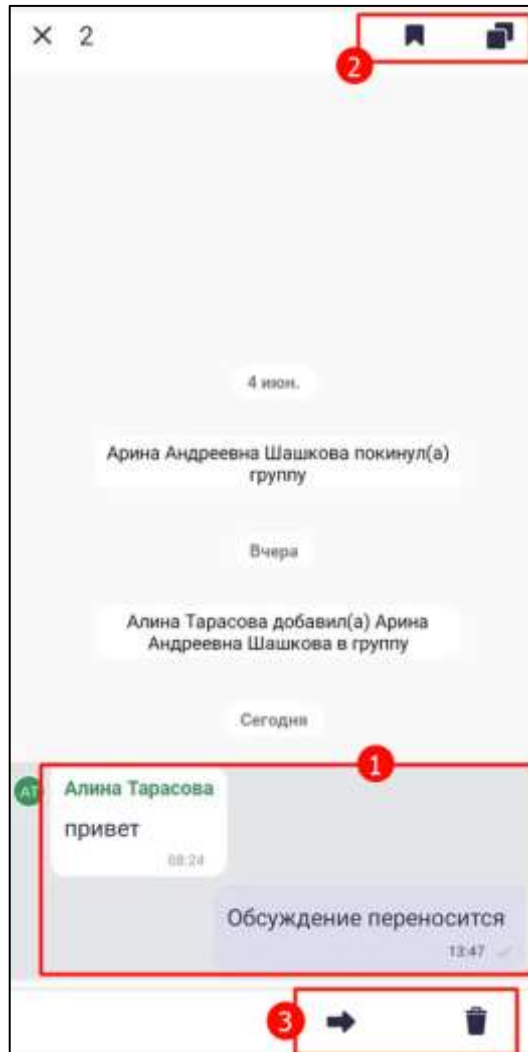 2
2
4 июн.
Арина Андреевна Шашкова покинул(а)
группу
Вчера
Алина Тарасова добавил(а) Арина
Андреевна Шашкова в группу
Сегодня
1
АТ
Алина Тарасова
привет
08:24
Обсуждение переносится
13:47
3